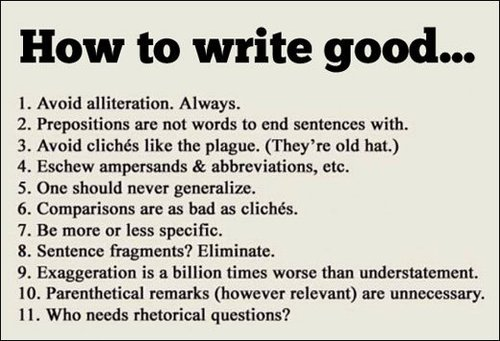 How to write good...
1. Avoid alliteration. Always.
2. Prepositions are not words to end sentences with.
3. Avoid clichés like the plague. (They're old hat.)
4. Eschew ampersands & abbreviations, etc.
5. One should never generalize.
6. Comparisons are as bad as clichés.
7. Be more or less specific.
8. Sentence fragments? Eliminate.
9. Exaggeration is a billion times worse than understatement.
10. Parenthetical remarks (however relevant) are unnecessary.
11. Who needs rhetorical questions?